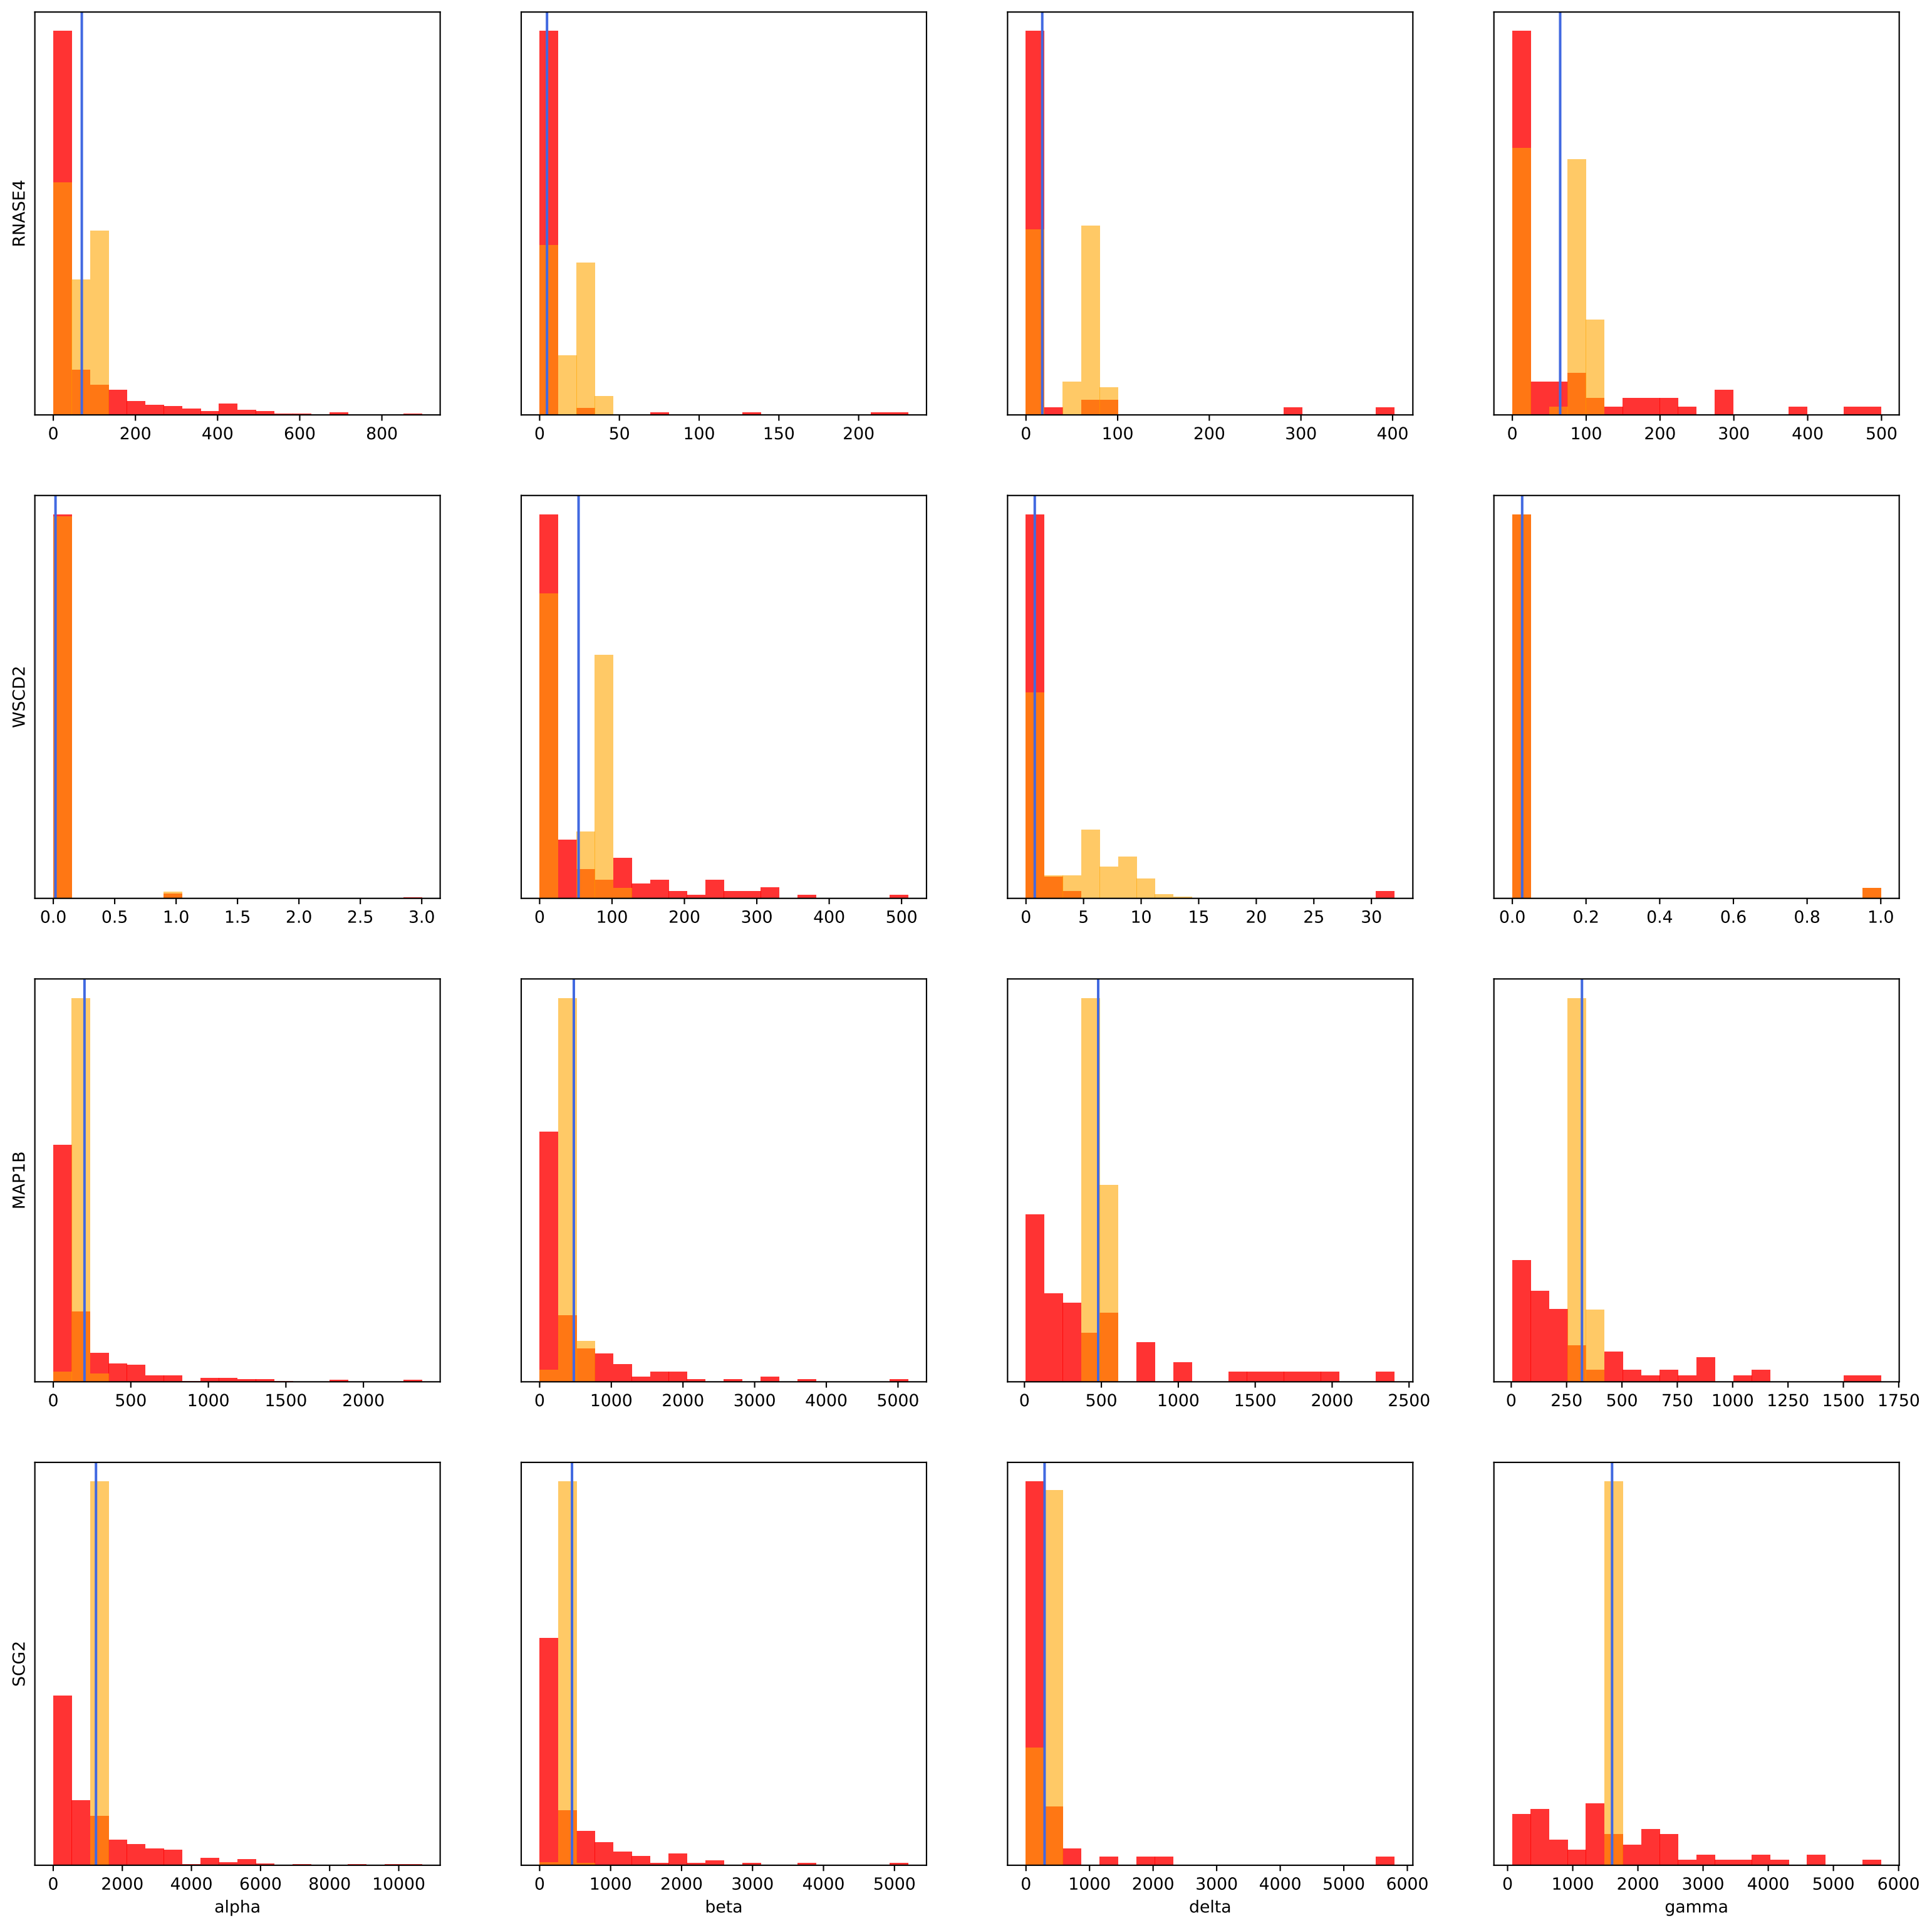 RNASE4
0 200 400 600 800
0 50 100 150 200
0 100 200 300 400
0 100 200 300 400 500
WSCD2
0.0 0.5 1.0 1.5 2.0 2.5 3.0
0 100 200 300 400 500
0 5 10 15 20 25 30
0.0 0.2 0.4 0.6 0.8 1.0
MAP1B
0 500 1000 1500 2000
0 1000 2000 3000 4000 5000
0 500 1000 1500 2000 2500
0 250 500 750 1000 1250 1500 1750
SCG2
0 2000 4000 6000 8000 10000
0 1000 2000 3000 4000 5000
0 1000 2000 3000 4000 5000 6000
0 1000 2000 3000 4000 5000 6000
alpha
beta
delta
gamma